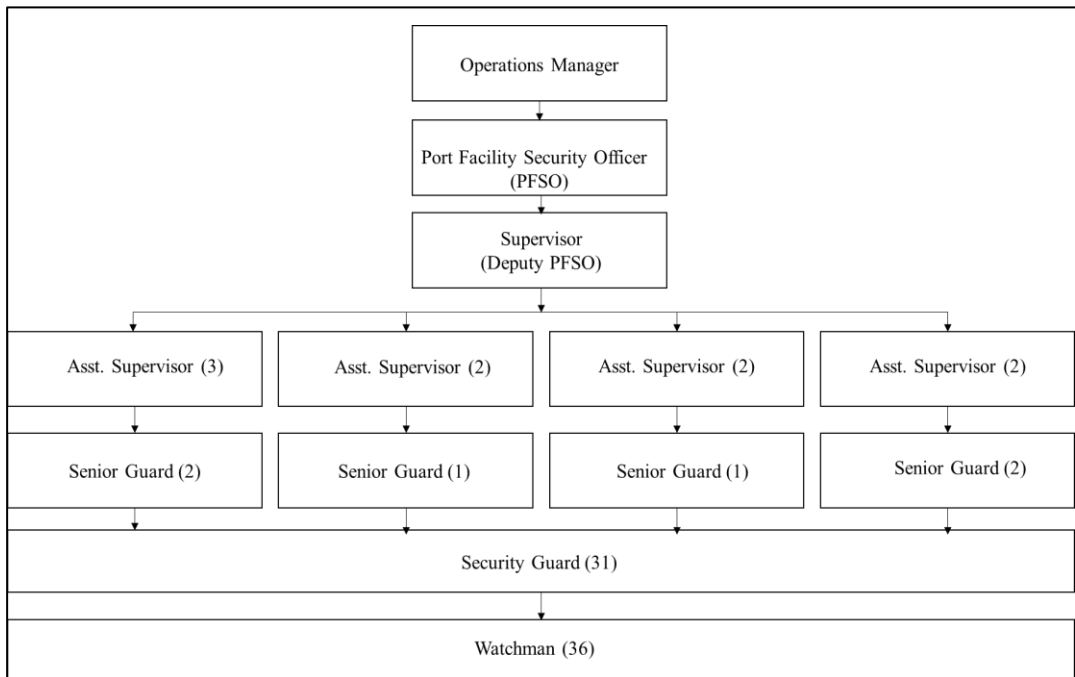 Operations Manager
Port Facility Security Officer
(PFSO)
Supervisor
(Deputy PFSO)
Asst. Supervisor (3)
Asst. Supervisor (2)
Asst. Supervisor (2)
Asst. Supervisor (2)
Senior Guard (2)
Senior Guard (1)
Senior Guard (1)
Senior Guard (2)
Security Guard (31)
Watchman (36)